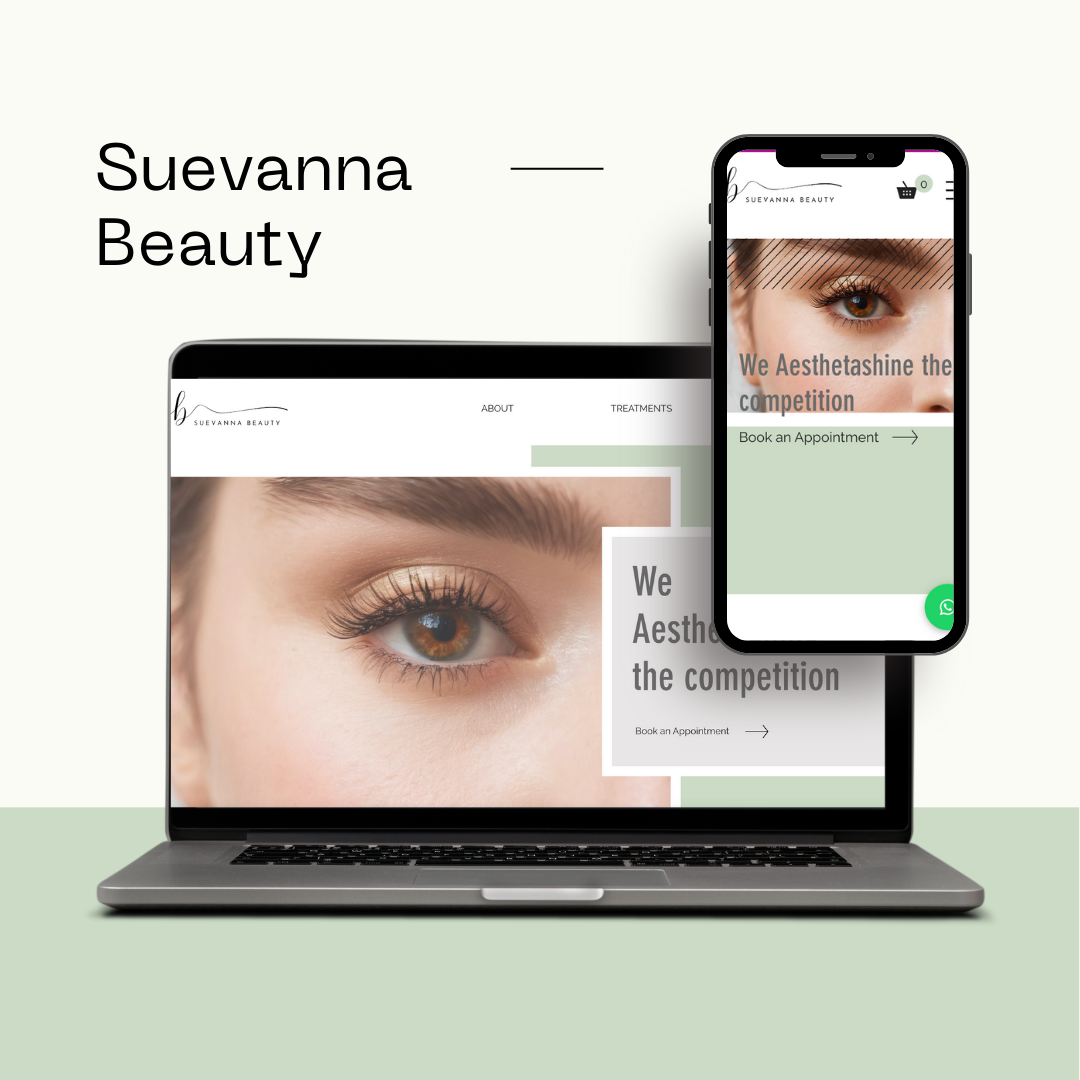 Suevanna
Beauty
b
SUEVANNA BEAUTY
0
We Aesthetashine the
competition
Book an Appointment
b
SUEVANNA BEAUTY
ABOUT
TREATMENTS
We
Aesthe
the competition
Book an Appointment